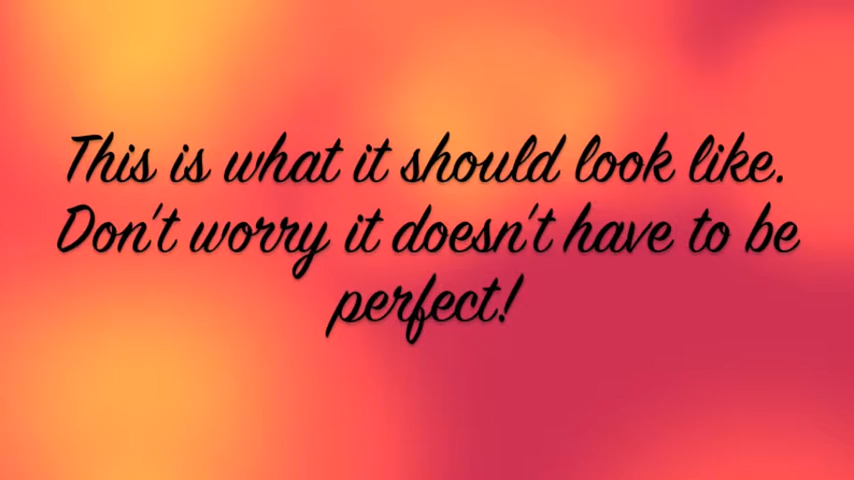 This is what it should look like.
Don't worry it doesn't have to be
perfect!